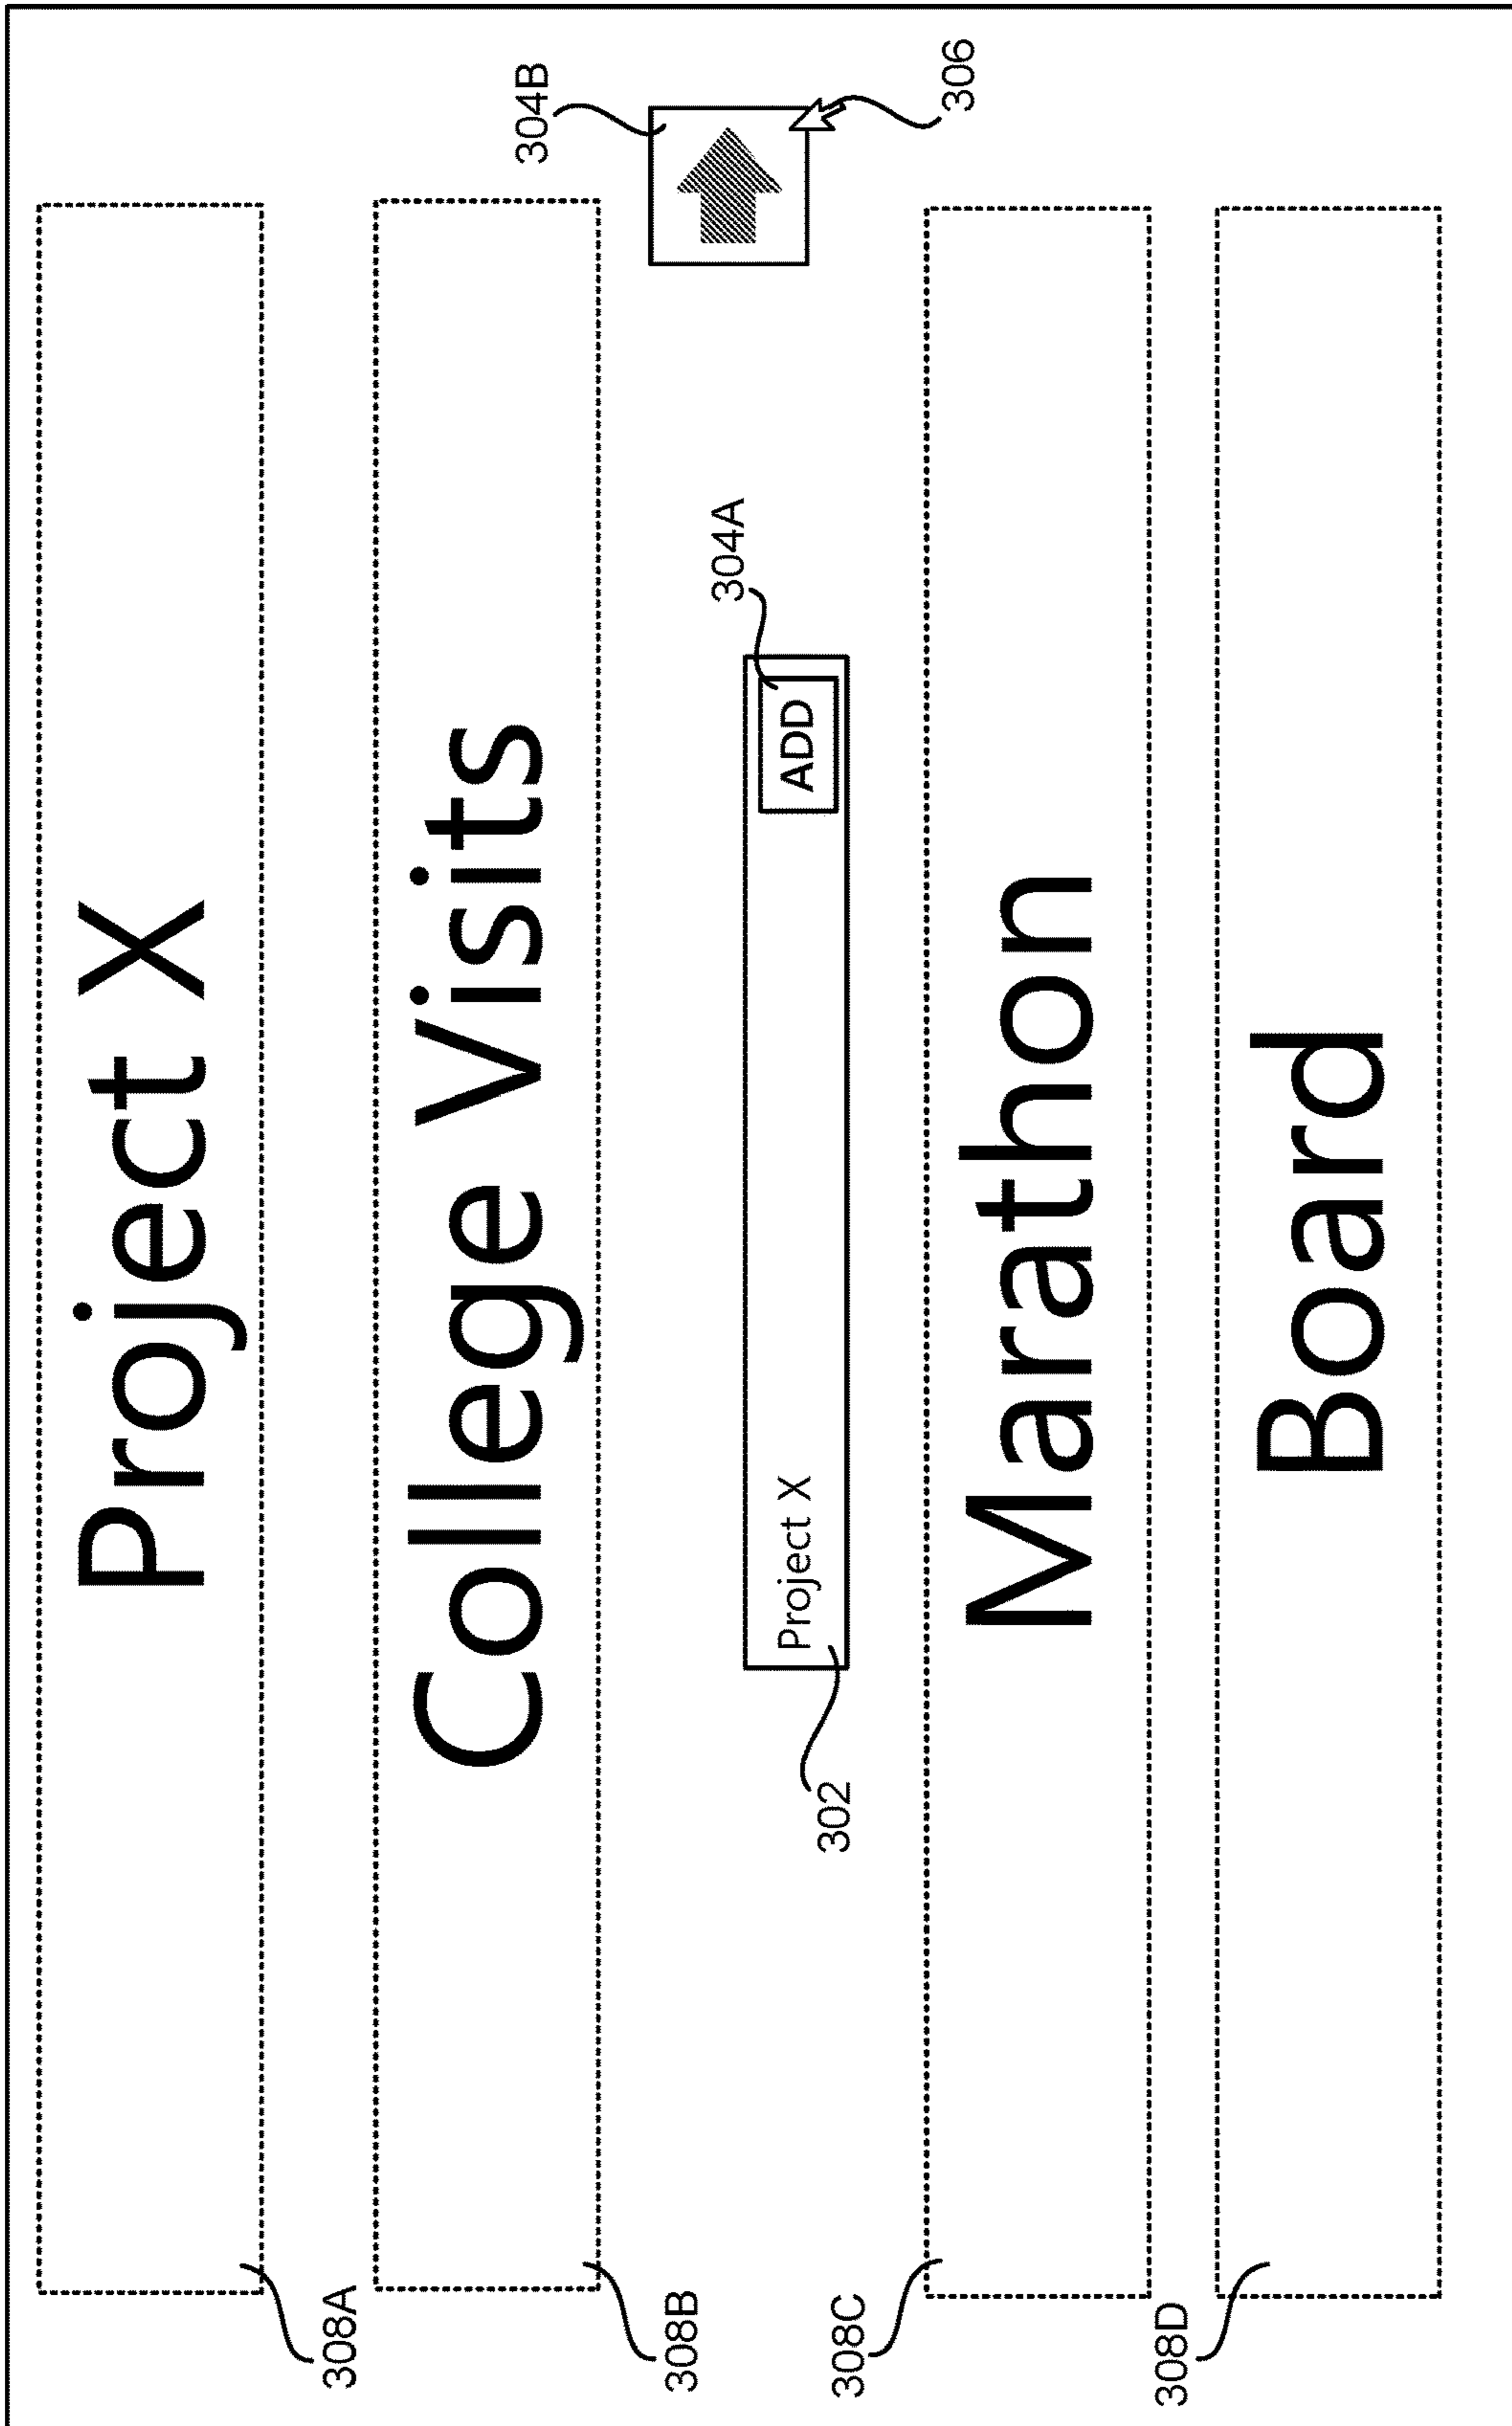 Project X
308A
College Visits
308B
304B
304A
Project X
ADD
302
306
308C
Marathon
308D
Board